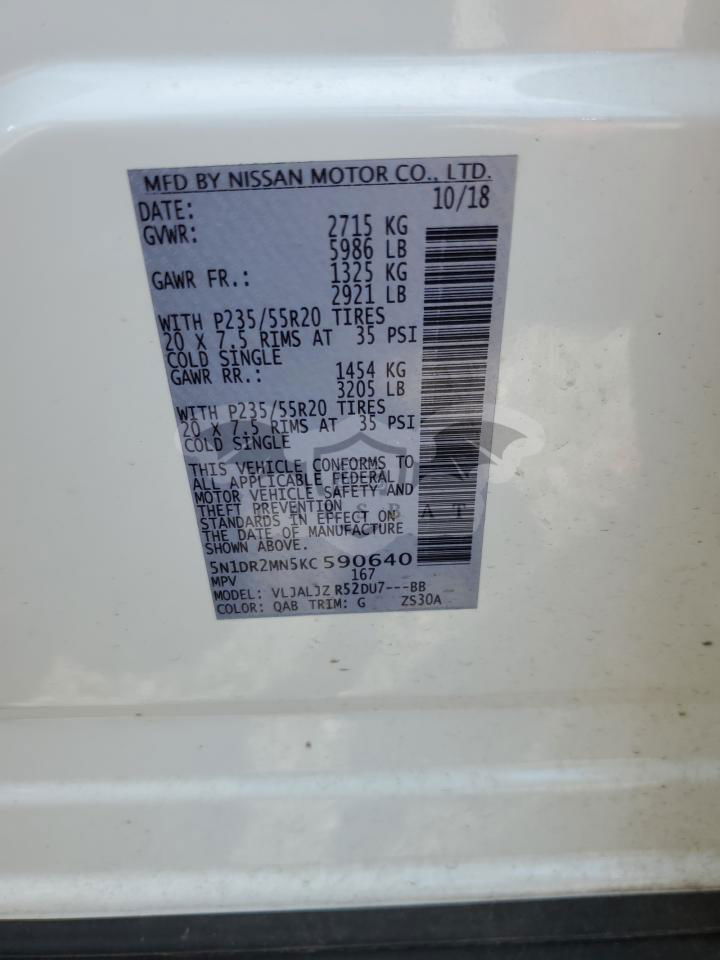 MFD BY NISSAN MOTOR CO., LTD.
DATE: 10/18
GVWR: 2715 KG
5986 LB
GAWR FR.: 1325 KG
2921 LB
WITH P235/55R20 TIRES
20 X 7.5 RIMS AT 35 PSI
COLD SINGLE
GAWR RR.: 1454 KG
3205 LB
WITH P235/55R20 TIRES
20 X 7.5 RIMS AT 35 PSI
COLD SINGLE
THIS VEHICLE CONFORMS TO
ALL APPLICABLE FEDERAL
MOTOR VEHICLE SAFETY AND
THEFT PREVENTION
STANDARDS IN EFFECT ON
THE DATE OF MANUFACTURE
SHOWN ABOVE.
5N1DR2MN5KC 590640
MPV 167
MODEL: VLJALJZ R52DU7---BB
COLOR: QAB TRIM: G ZS30A